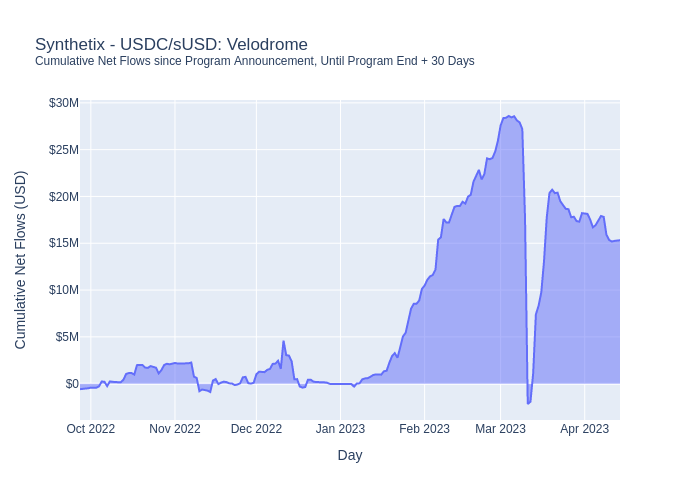 Synthetix - USDC/sUSD: Velodrome
Cumulative Net Flows since Program Announcement, Until Program End + 30 Days
$30M
$25M
$20M
$15M
$10M
$5M
$0
Cumulative Net Flows (USD)
Oct 2022 Nov 2022 Dec 2022 Jan 2023 Feb 2023 Mar 2023 Apr 2023
Day